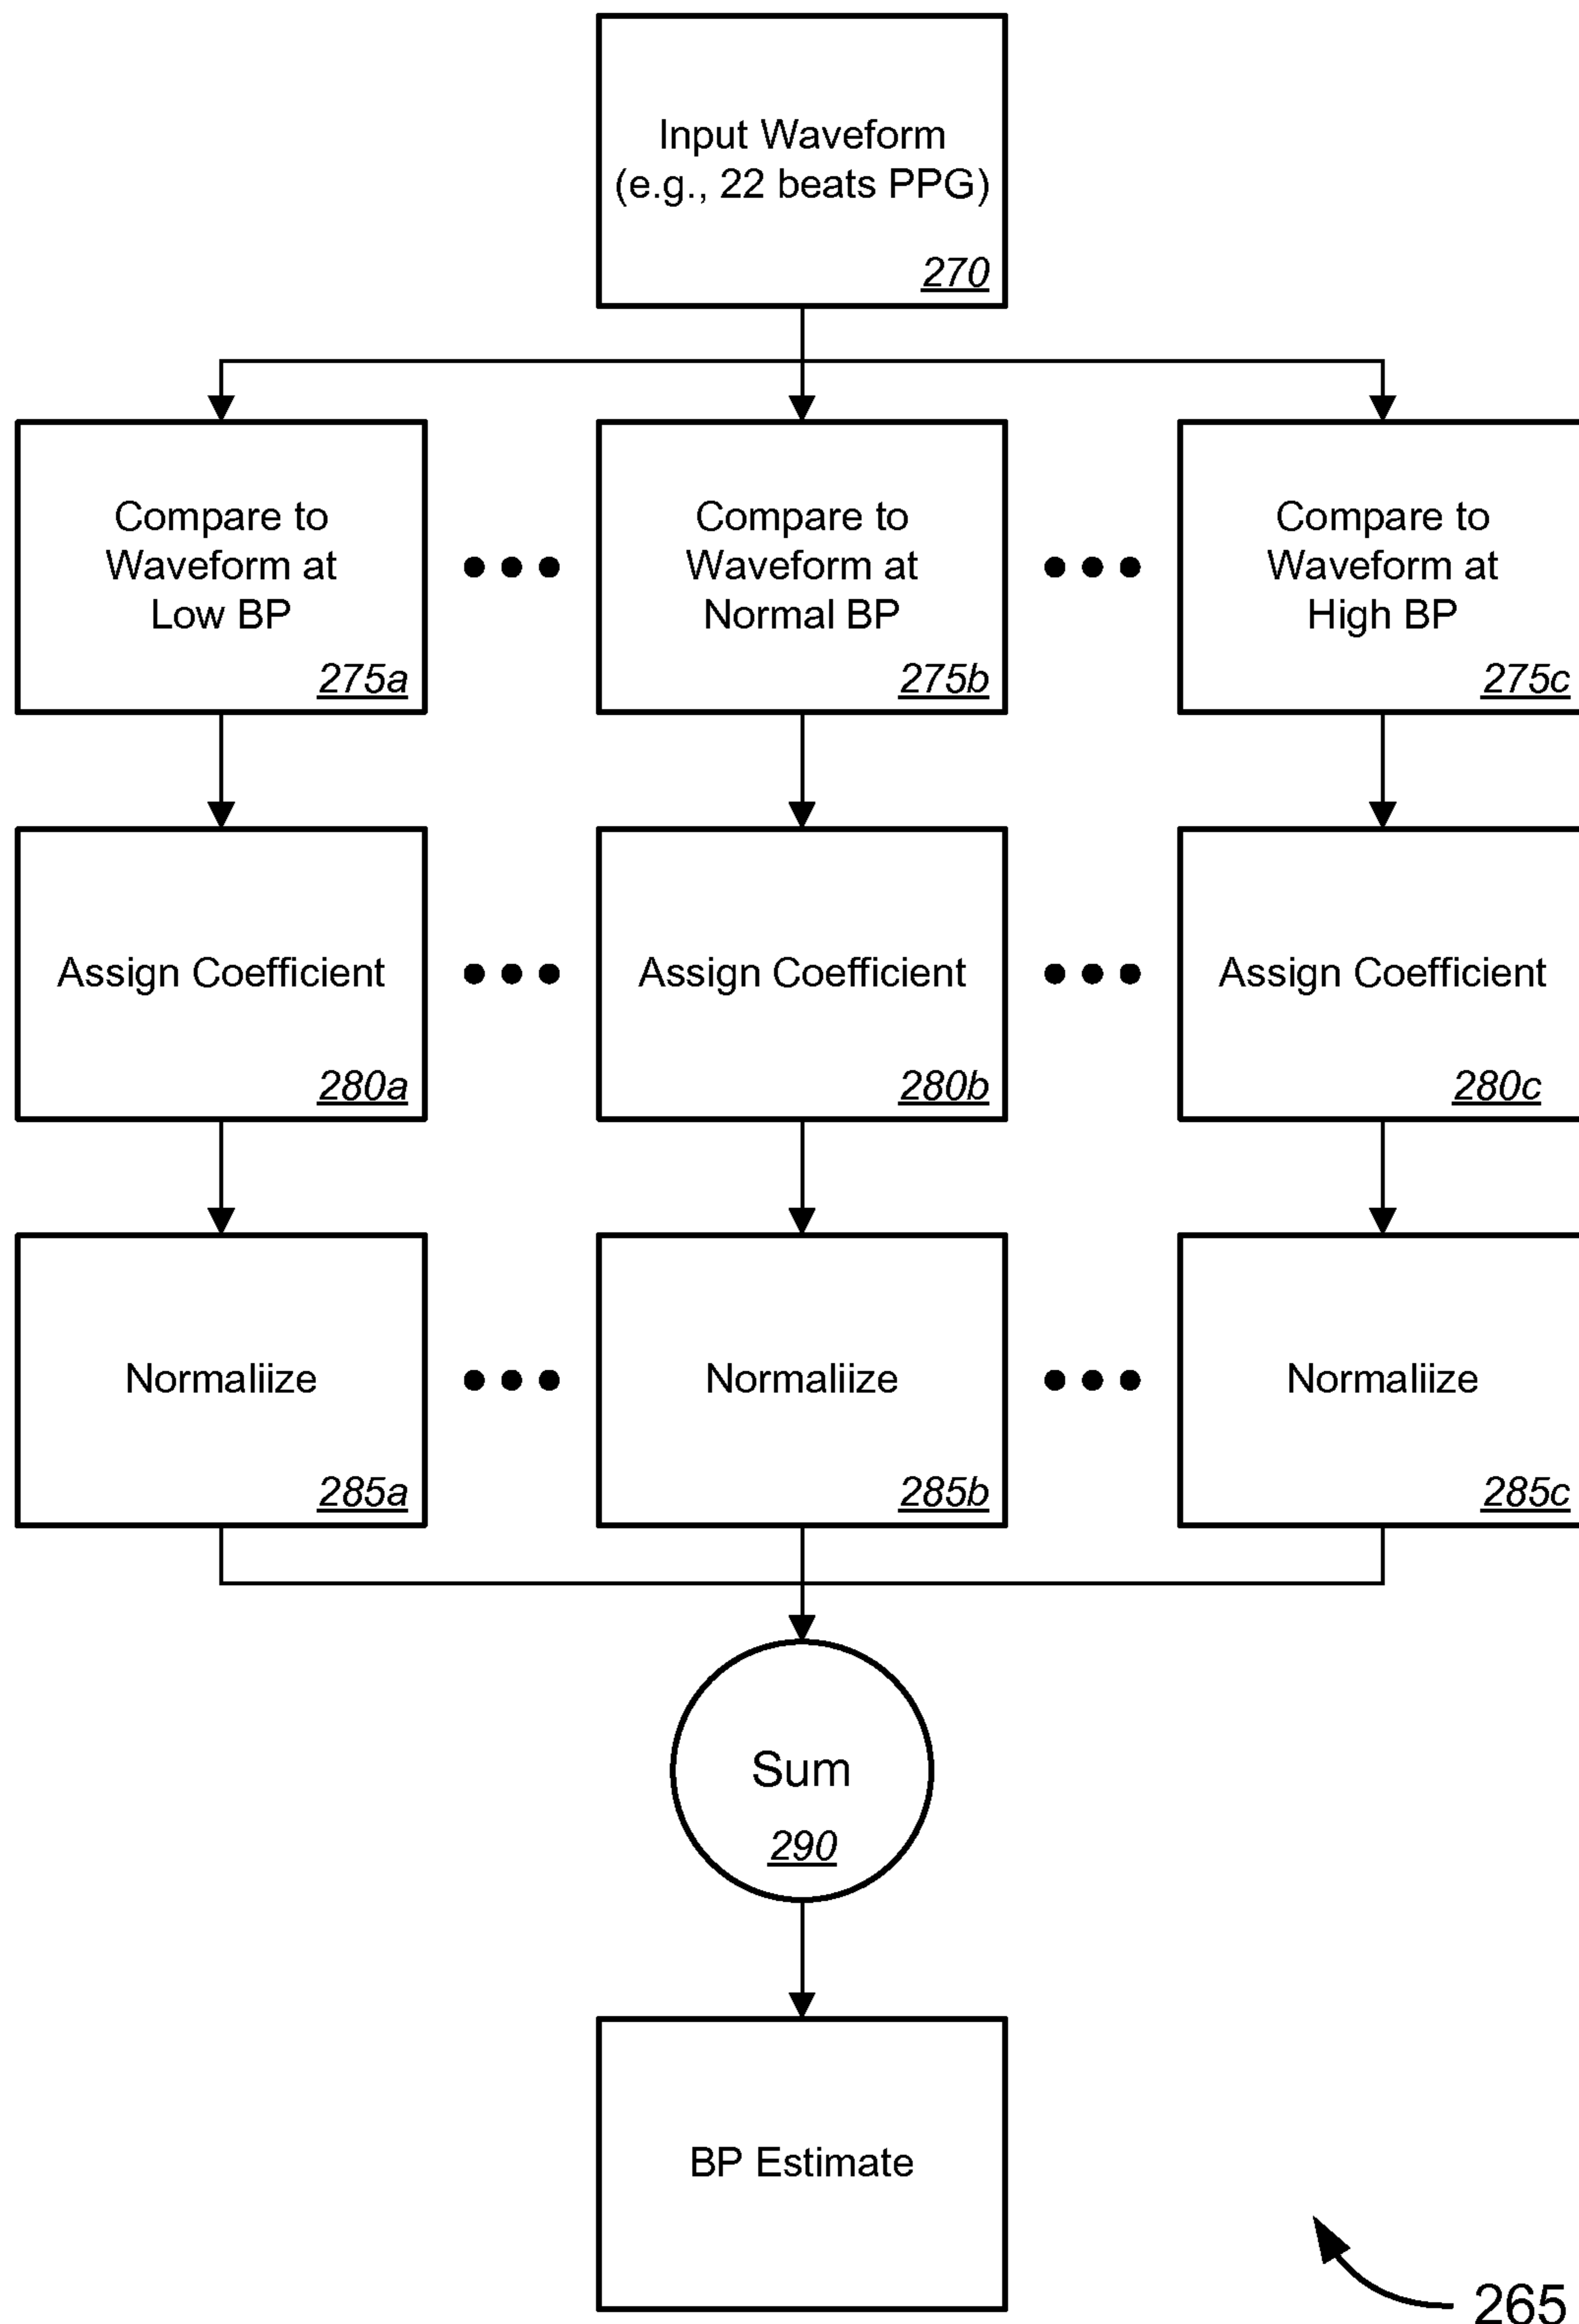 Input Waveform
(e.g., 22 beats PPG)
270
Compare to
Waveform at
Low BP
275a
Compare to
Waveform at
Normal BP
275b
Compare to
Waveform at
High BP
275c
Assign Coefficient
280a
Assign Coefficient
280b
Assign Coefficient
280c
Normaliize
285a
Normaliize
285b
Normaliize
285c
Sum
290
BP Estimate
265